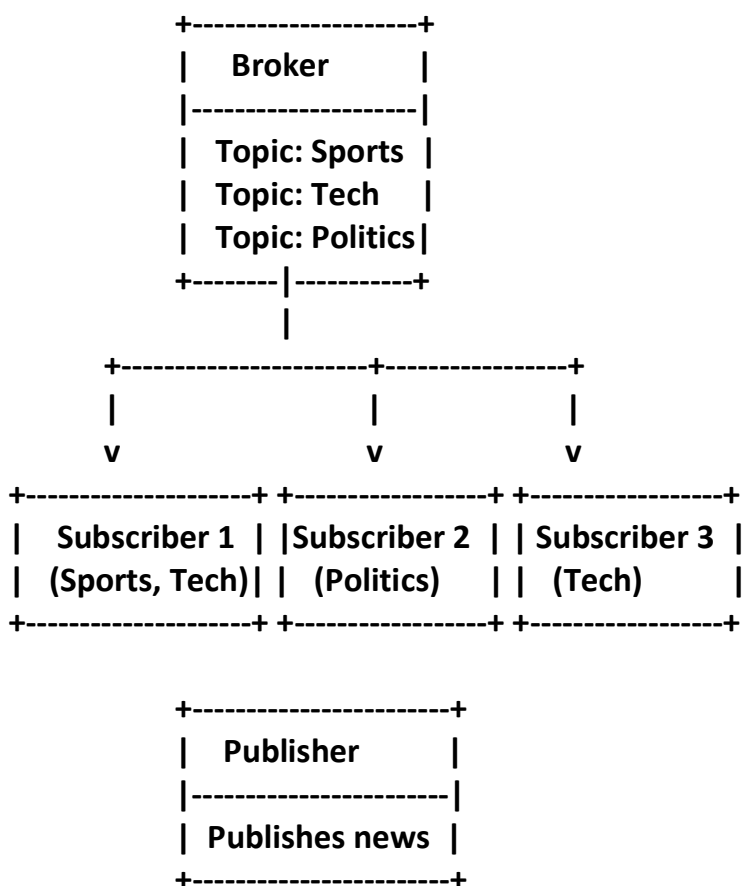 +---------------------+
| Broker |
|---------------------|
| Topic: Sports |
| Topic: Tech |
| Topic: Politics|
+--------|-----------+
|
+-----------------------+-----------------+
| | |
v v v
+---------------------+ +------------------+ +------------------+
| Subscriber 1 | |Subscriber 2 | | Subscriber 3 |
| (Sports, Tech)| | (Politics) | | (Tech) |
+---------------------+ +------------------+ +------------------+
+------------------------+
| Publisher |
|------------------------|
| Publishes news |
+------------------------+